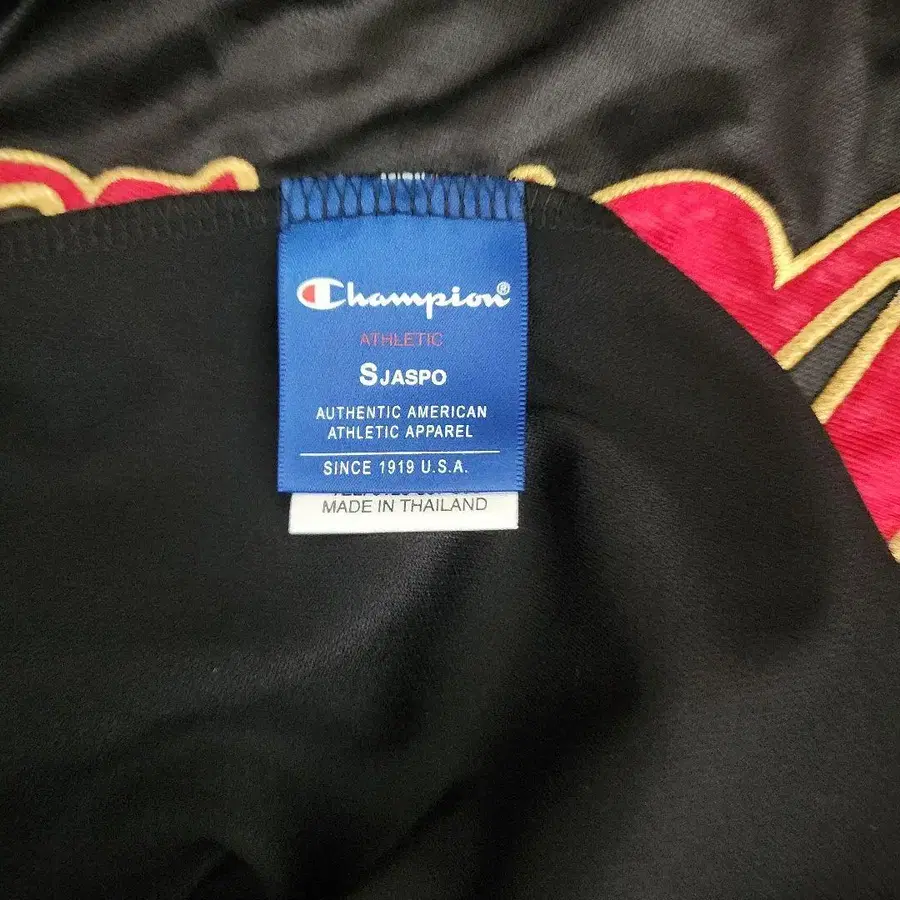 Champion®
ATHLETIC
SJASPO
AUTHENTIC AMERICAN
ATHLETIC APPAREL
SINCE 1919 U.S.A.
MADE IN THAILAND